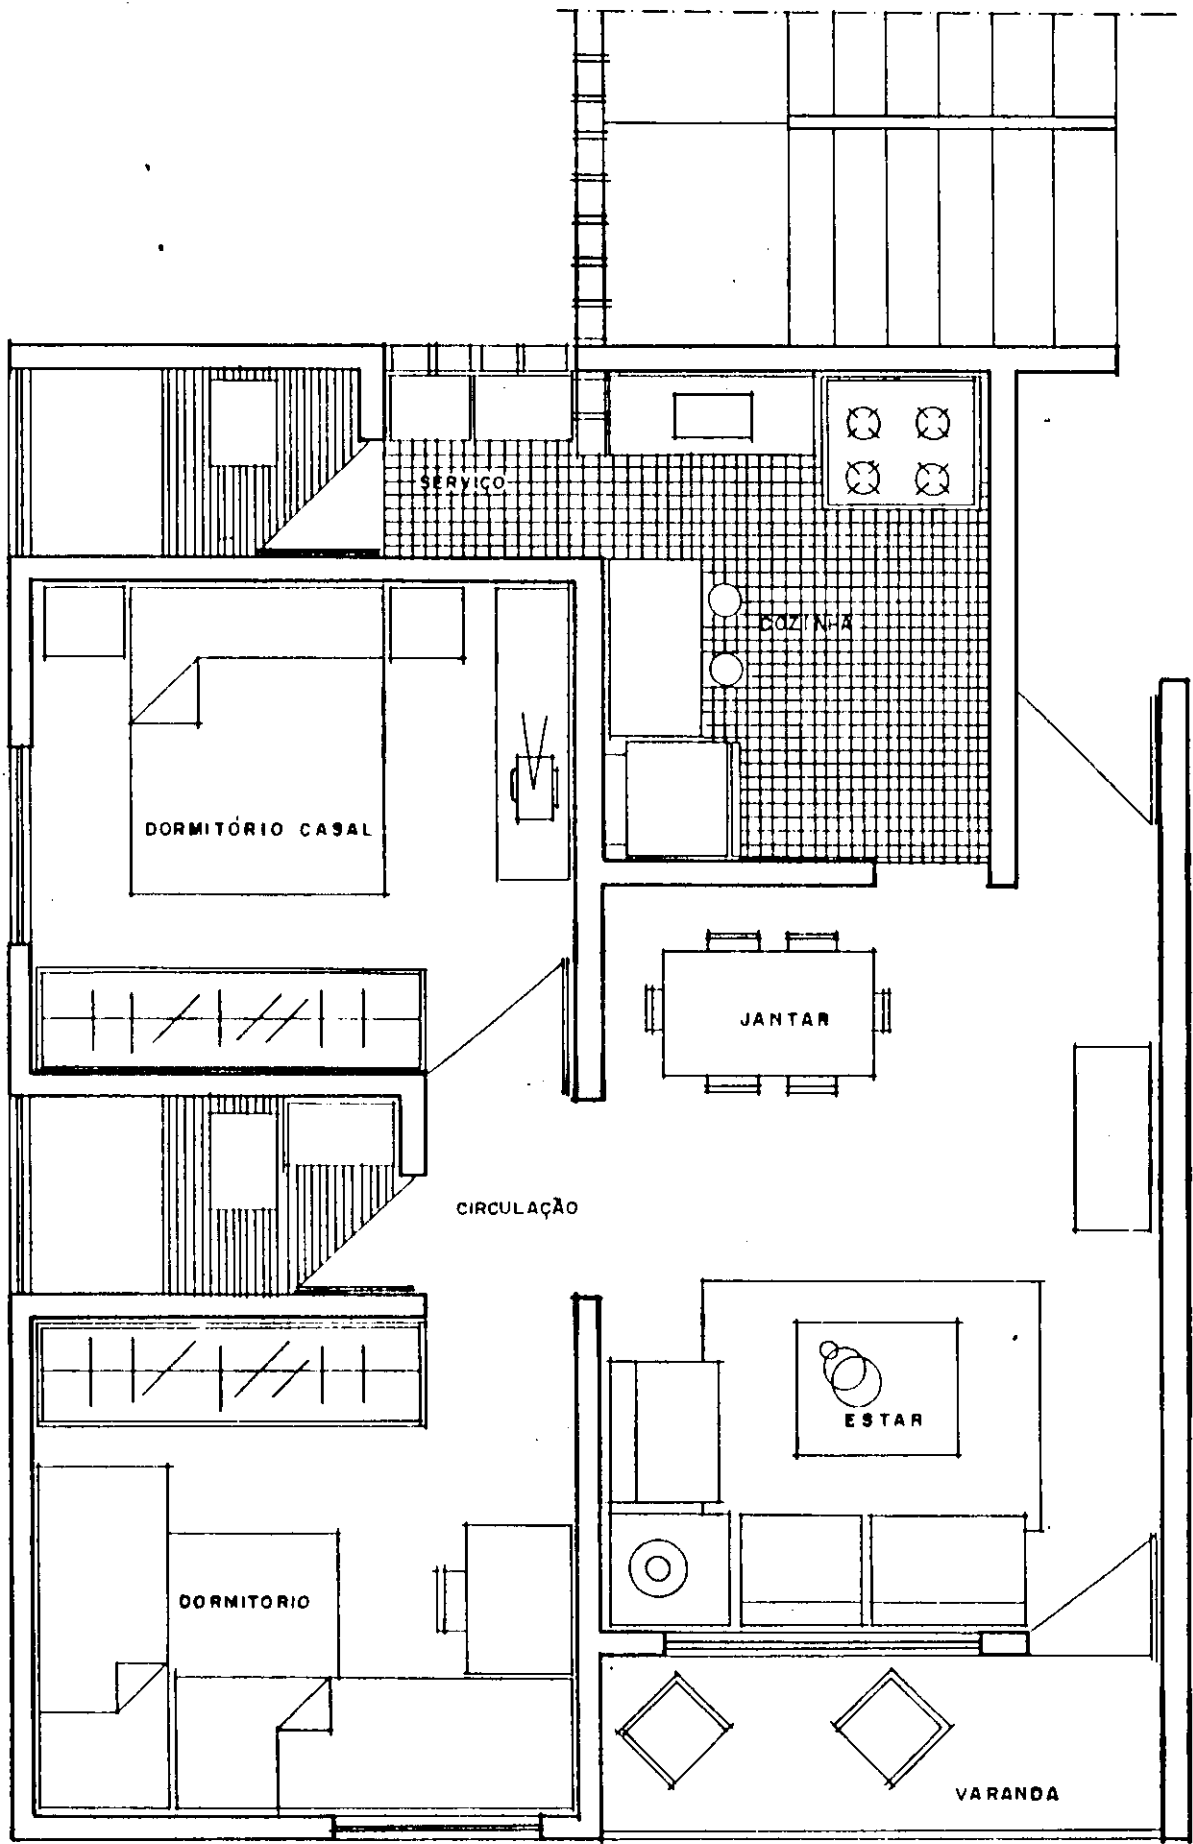 SERVIÇO
COZINHA
DORMITÓRIO CASAL
JANTAR
CIRCULAÇÃO
ESTAR
DORMITORIO
VARANDA